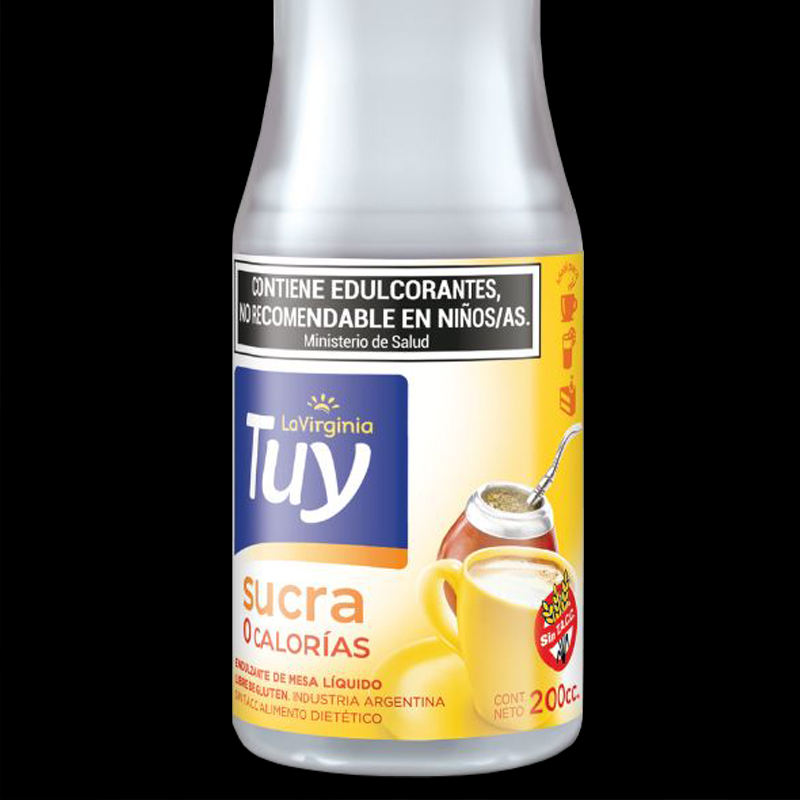 CONTIENE EDULCORANTES,
NO RECOMENDABLE EN NIÑOS/AS.
Ministerio de Salud
LaVirginia
Tuy
sucra
0 CALORÍAS
ENDULZANTE DE MESA LÍQUIDO
LIBRE DE GLUTEN. INDUSTRIA ARGENTINA
SIN TACC ALIMENTO DIETÉTICO
Sin T.A.C.C.
CONT.
NETO 200cc.